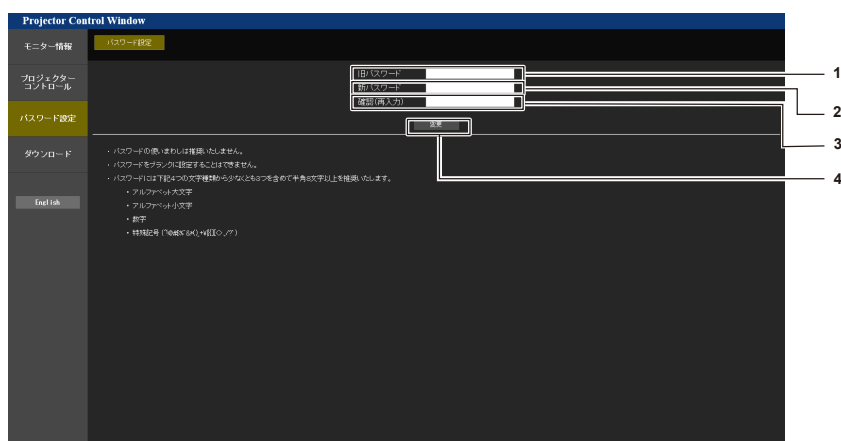 Projector Control Window
モニター情報
パスワード設定
プロジェクター
コントロール
パスワード設定
ダウンロード
English
旧パスワード
新パスワード
確認(再入力)
変更
1
2
3
4
・ パスワードの使いまわしは推奨いたしません。
・ パスワードをブランクに設定することはできません。
・ パスワードには下記4つの文字種類から少なくとも3つを含めて半角8文字以上を推奨いたします。
・ アルファベット大文字
・ アルファベット小文字
・ 数字
・ 特殊記号